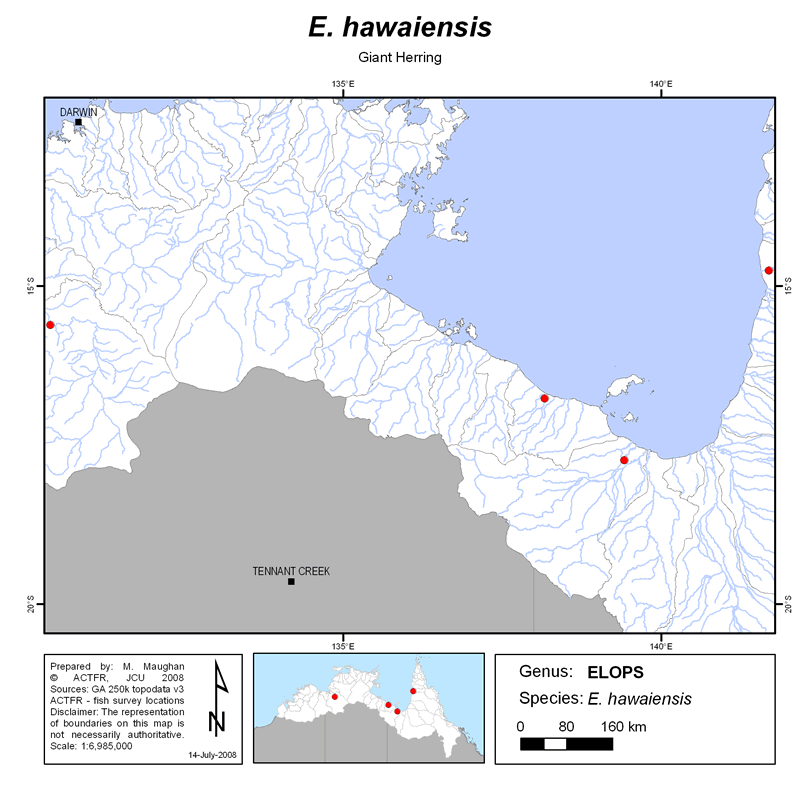 E. hawaiensis
Giant Herring
135°E 140°E
DARWIN
15°S 15°S
TENNANT CREEK
20°S 20°S
135°E 140°E
Prepared by: M. Maughan
© ACTFR, JCU 2008
Sources: GA 250k topodata v3
ACTFR - fish survey locations
Disclaimer: The representation
of boundaries on this map is
not necessarily authoritative.
Scale: 1:6,985,000
14-July-2008
N
Genus: ELOPS
Species: E. hawaiensis
0 80 160 km